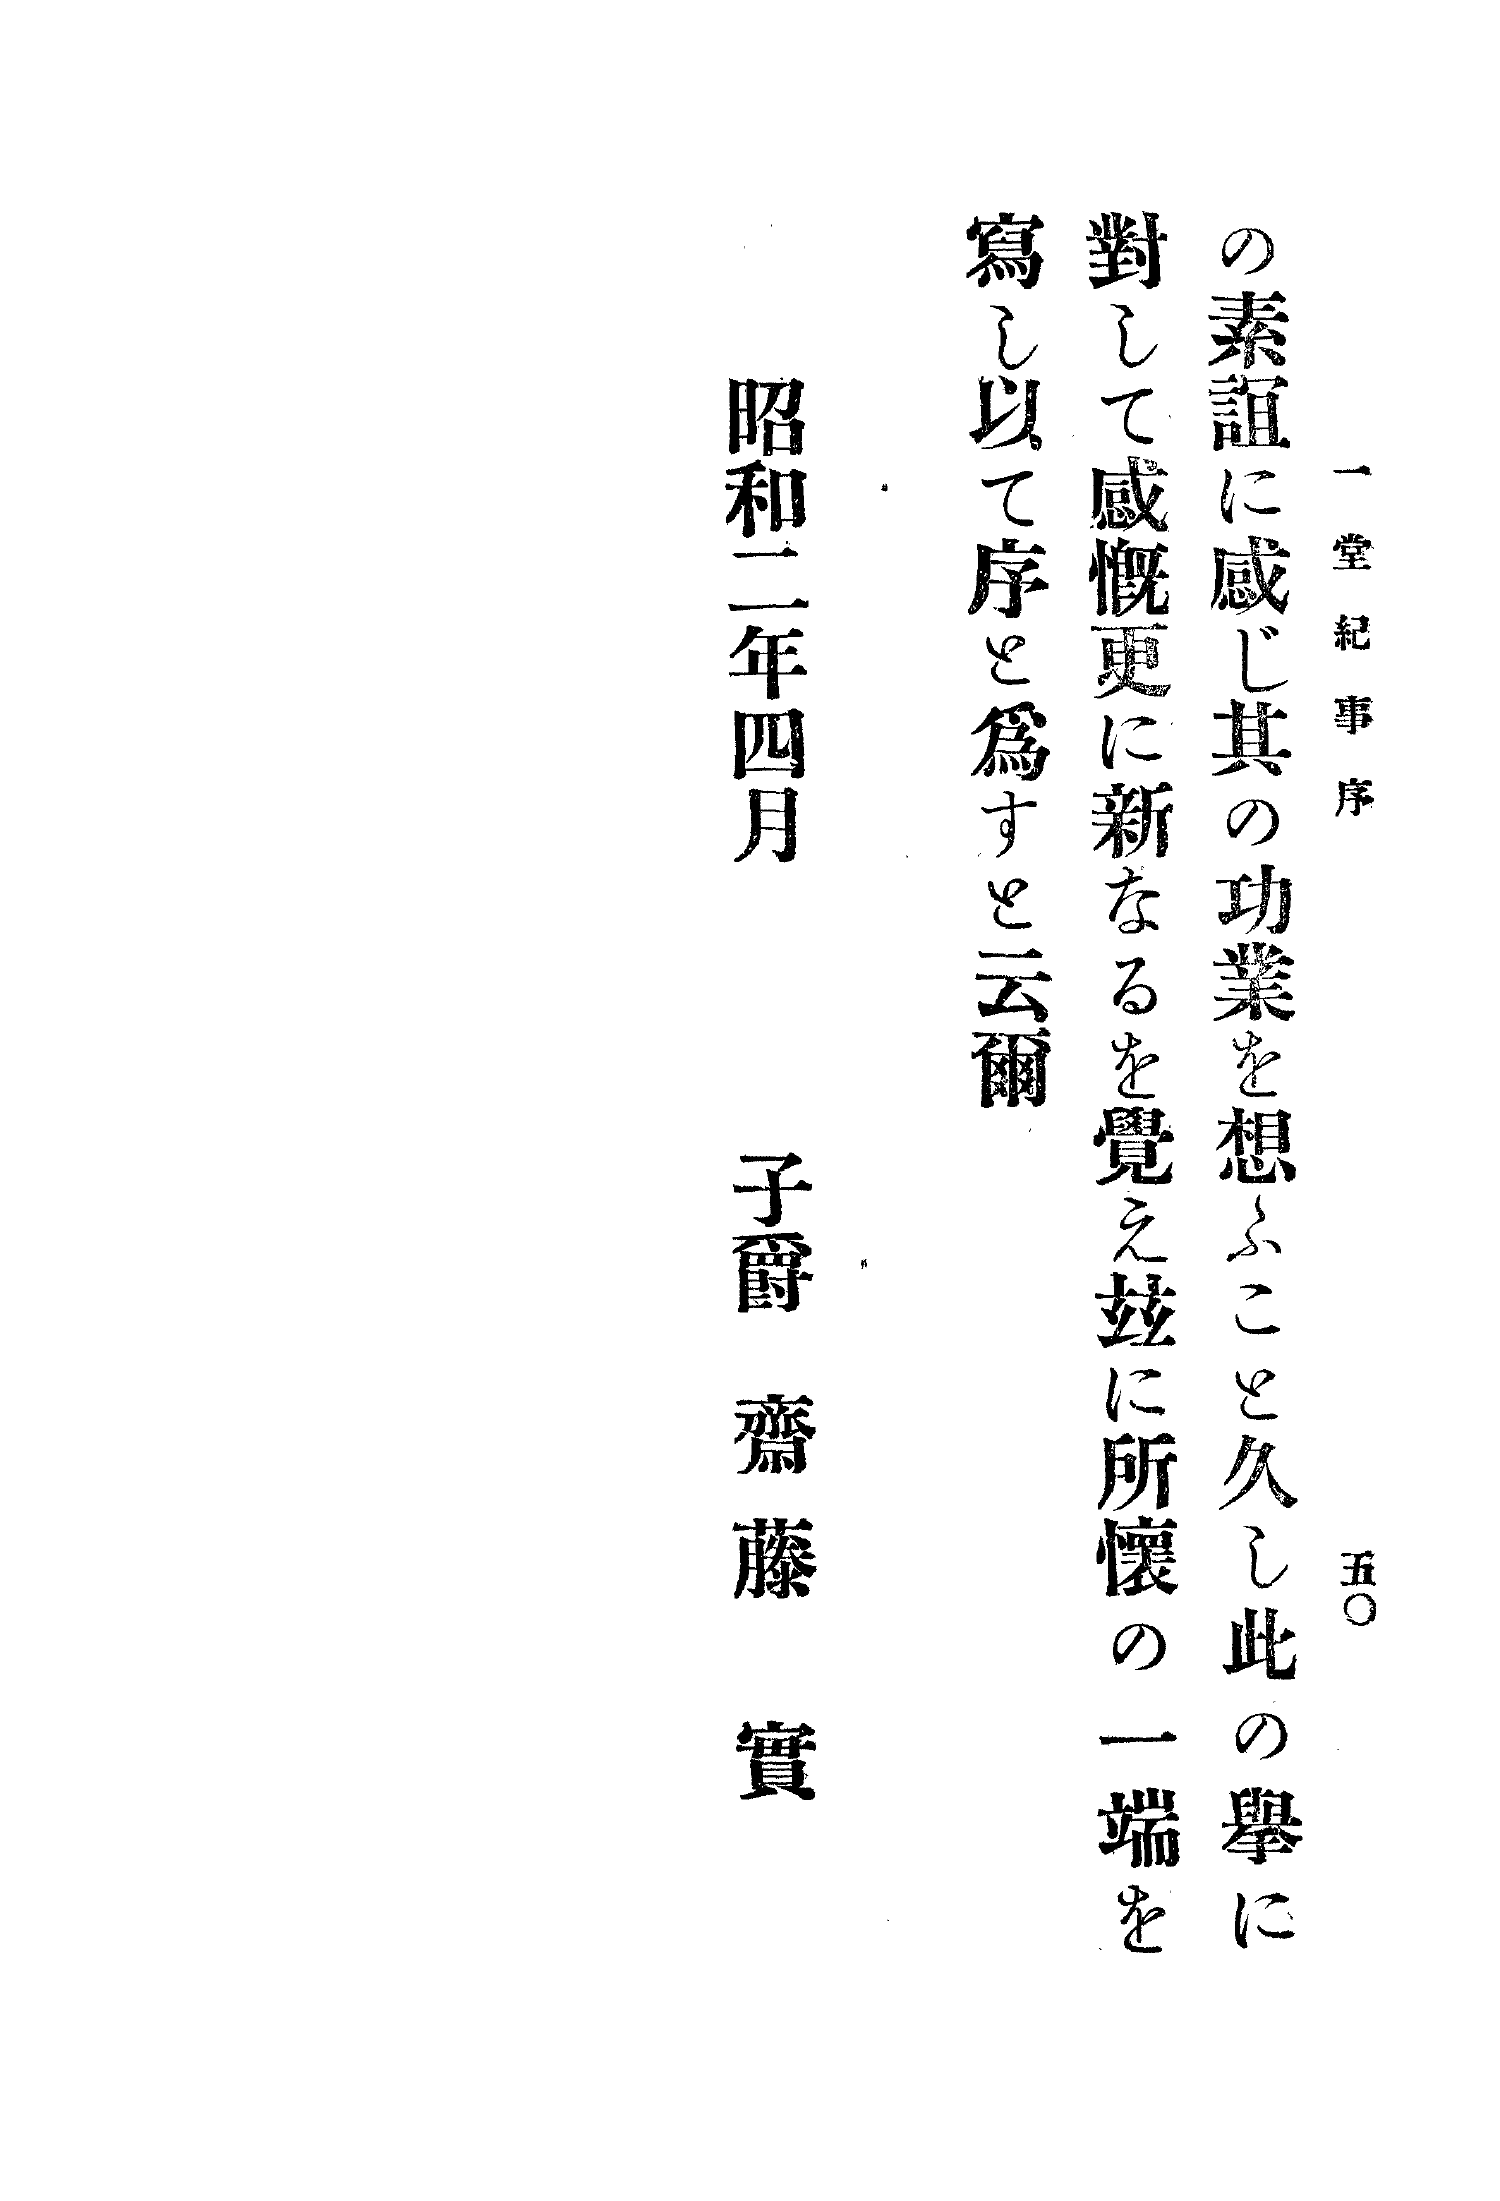 一堂紀事序 五〇
の素誼に感じ其の功業を想ふこと久し此の擧に
對して感慨更に新なるを覺え玆に所懷の一端を
寫し以て序と爲すと云爾
昭和二年四月 子爵 齋藤 實